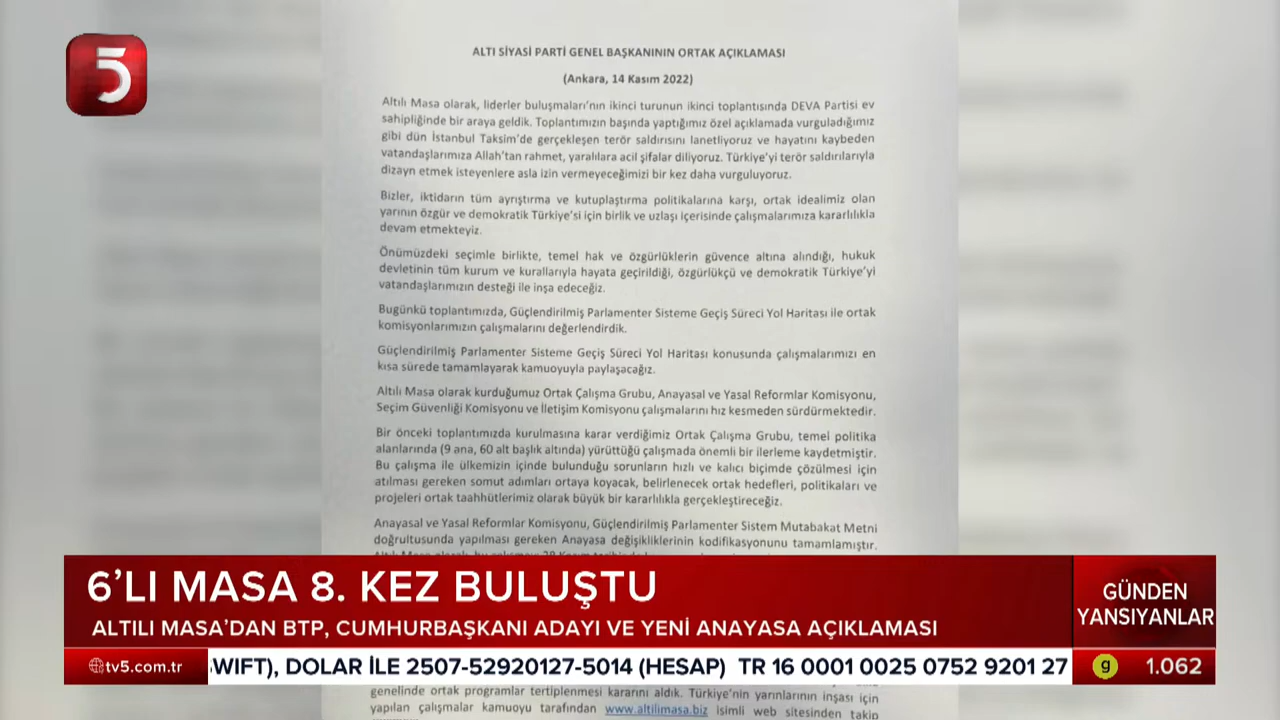 5
ALTI SİYASİ PARTİ GENEL BAŞKANININ ORTAK AÇIKLAMASI
(Ankara, 14 Kasım 2022)
Altılı Masa olarak, liderler buluşmaları'nın ikinci turunun ikinci toplantısında DEVA Partisi ev
sahipliğinde bir araya geldik. Toplantımızın başında yaptığımız özel açıklamada vurguladığımız
gibi dün İstanbul Taksim'de gerçekleşen terör saldırısını lanetliyoruz ve hayatını kaybeden
vatandaşlarımıza Allah'tan rahmet, yaralılara acil şifalar diliyoruz. Türkiye'yi terör saldırılarıyla
dizayn etmek isteyenlere asla izin vermeyeceğimizi bir kez daha vurguluyoruz.
Bizler, iktidarın tüm ayrıştırma ve kutuplaştırma politikalarına karşı, ortak idealimiz olan
yarının özgür ve demokratik Türkiye'si için birlik ve uzlaşı içerisinde çalışmalarımıza kararlılıkla
devam etmekteyiz.
Önümüzdeki seçimle birlikte, temel hak ve özgürlüklerin güvence altına alındığı, hukuk
devletinin tüm kurum ve kurallarıyla hayata geçirildiği, özgürlükçü ve demokratik Türkiye'yi
vatandaşlarımızın desteği ile inşa edeceğiz.
Bugünkü toplantımızda, Güçlendirilmiş Parlamenter Sisteme Geçiş Süreci Yol Haritası ile ortak
komisyonlarımızın çalışmalarını değerlendirdik.
Güçlendirilmiş Parlamenter Sisteme Geçiş Süreci Yol Haritası konusunda çalışmalarımızı en
kısa sürede tamamlayarak kamuoyuyla paylaşacağız.
Altılı Masa olarak kurduğumuz Ortak Çalışma Grubu, Anayasal ve Yasal Reformlar Komisyonu,
Seçim Güvenliği Komisyonu ve İletişim Komisyonu çalışmalarını hız kesmeden sürdürmektedir.
Bir önceki toplantımızda kurulmasına karar verdiğimiz Ortak Çalışma Grubu, temel politika
alanlarında (9 ana, 60 alt başlık altında) yürüttüğü çalışmada önemli bir ilerleme kaydetmiştir.
Bu çalışma ile ülkemizin içinde bulunduğu sorunların hızlı ve kalıcı biçimde çözülmesi için
atılması gereken somut adımları ortaya koyacak, belirlenecek ortak hedefleri, politikaları ve
projeleri ortak taahhütlerimiz olarak büyük bir kararlılıkla gerçekleştireceğiz.
Anayasal ve Yasal Reformlar Komisyonu, Güçlendirilmiş Parlamenter Sistem Mutabakat Metni
doğrultusunda yapılması gereken Anayasa değişikliklerinin kodifikasyonunu tamamlamıştır.
6'LI MASA 8. KEZ BULUŞTU
ALTILI MASA'DAN BTP, CUMHURBAŞKANI ADAYI VE YENİ ANAYASA AÇIKLAMASI
GÜNDEN
YANSIYANLAR
tv5.com.tr
WIFT), DOLAR İLE 2507-52920127-5014 (HESAP) TR 16 0001 0025 0752 9201 27
g 1.062
genelinde ortak programlar tertiplenmesi kararını aldık. Türkiye'nin yarınlarının inşası için
yapılan çalışmalar kamuoyu tarafından www.altilimasa.biz isimli web sitesinden takip